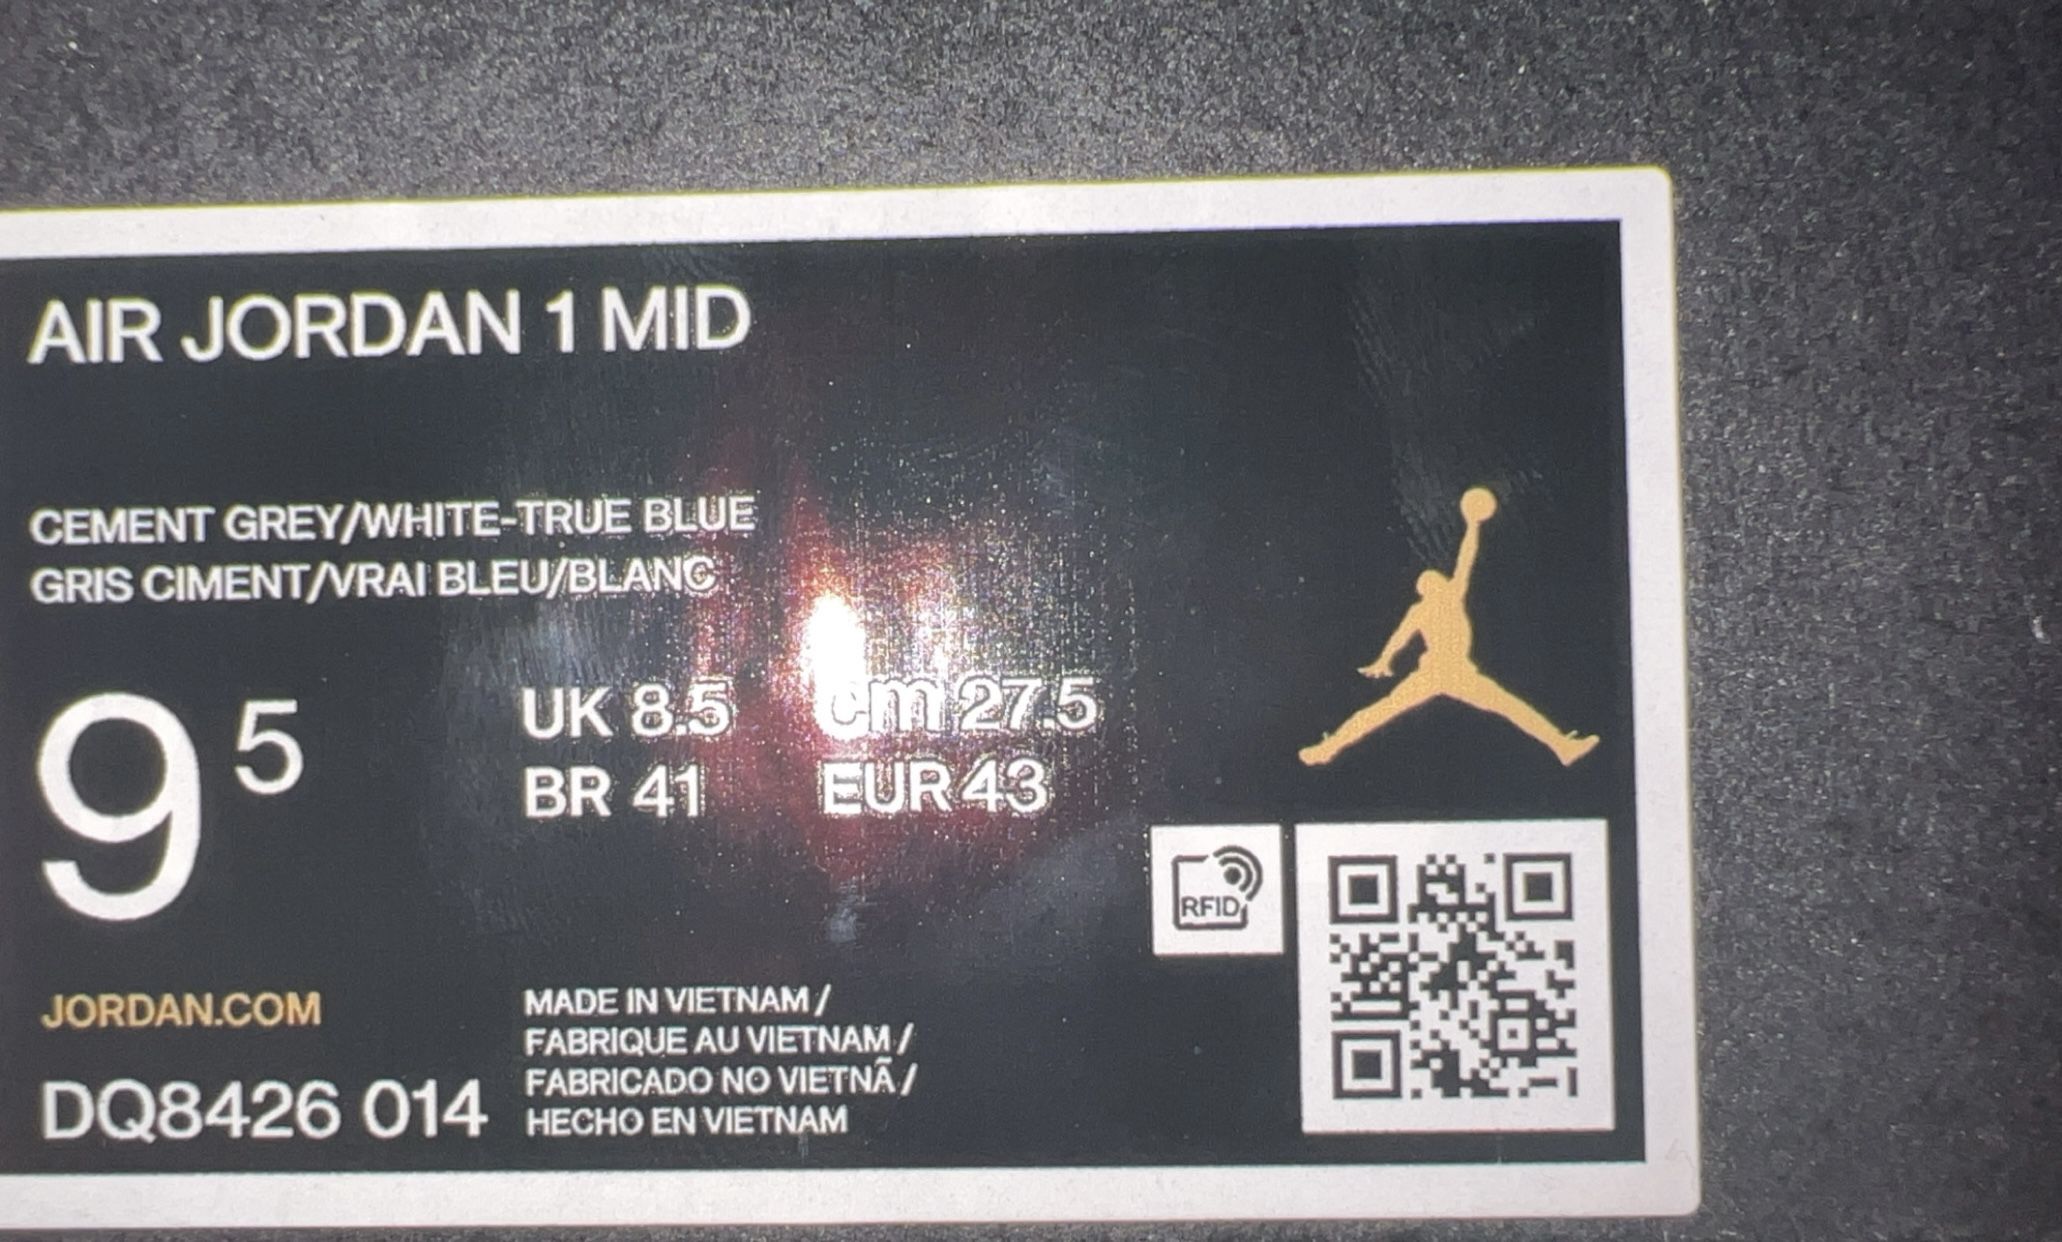 AIR JORDAN 1 MID
CEMENT GREY/WHITE-TRUE BLUE
GRIS CIMENT/VRAI BLEU/BLANC
9 5
UK 8.5 cm 27.5
BR 41 EUR 43
RFID
JORDAN.COM
DQ8426 014
MADE IN VIETNAM /
FABRIQUE AU VIETNAM /
FABRICADO NO VIETNÃ /
HECHO EN VIETNAM